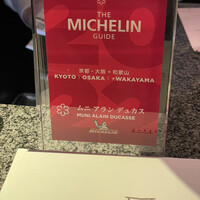 THE
MICHELIN
GUIDE
京都・大阪+和歌山
KYOTO・OSAKA・+WAKAYAMA
ムニ アラン デュカス
MUNI ALAIN DUCASSE
MICHELIN